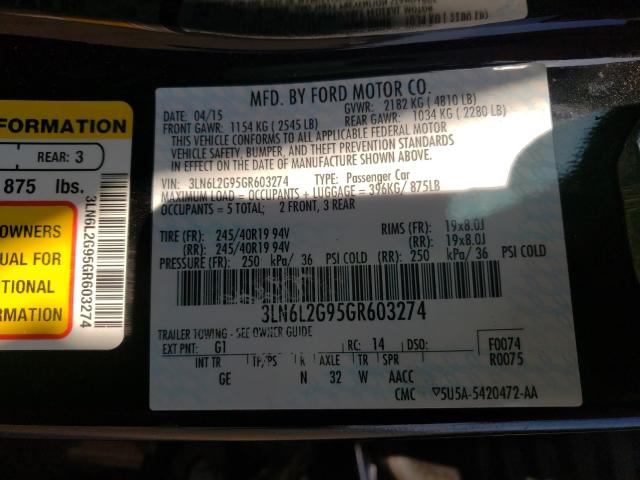 1034 KG ( 2280 LB)
FORMATION
REAR: 3
875 lbs.
OWNERS
UAL FOR
TIONAL
RMATION
3LN6L2G95GR603274
MFD. BY FORD MOTOR CO.
DATE: 04/15 GVWR: 2182 KG ( 4810 LB)
FRONT GAWR: 1154 KG ( 2545 LB) REAR GAWR: 1034 KG ( 2280 LB)
THIS VEHICLE CONFORMS TO ALL APPLICABLE FEDERAL MOTOR
VEHICLE SAFETY, BUMPER, AND THEFT PREVENTION STANDARDS
IN EFFECT ON THE DATE OF MANUFACTURE SHOWN ABOVE.
VIN: 3LN6L2G95GR603274 TYPE: Passenger Car
MAXIMUM LOAD = OCCUPANTS + LUGGAGE = 396KG/ 875LB
OCCUPANTS = 5 TOTAL; 2 FRONT, 3 REAR
TIRE (FR): 245/40R19 94V RIMS (FR): 19x8.0J
(RR): 245/40R19 94V (RR): 19x8.0J
PRESSURE (FR): 250 kPa/ 36 PSI COLD (RR) 250 kPa/ 36 PSI COLD
3LN6L2G95GR603274
TRAILER TOWING - SEE OWNER GUIDE
EXT PNT: G1 RC: 14 DSO: F0074
INT TR TP/PS R AXLE TR SPR R0075
GE N 32 W AACC
CMC ▽5U5A-5420472-AA